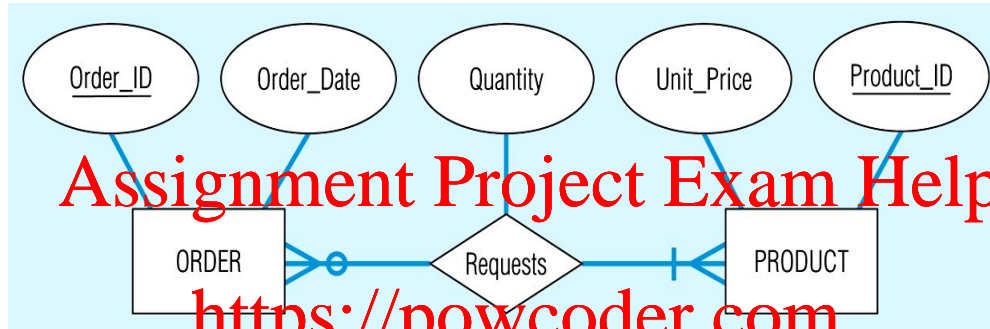 Order_ID Order_Date Quantity Unit_Price Product_ID
Assignment Project Exam Help
ORDER Requests PRODUCT
https://powcoder.com